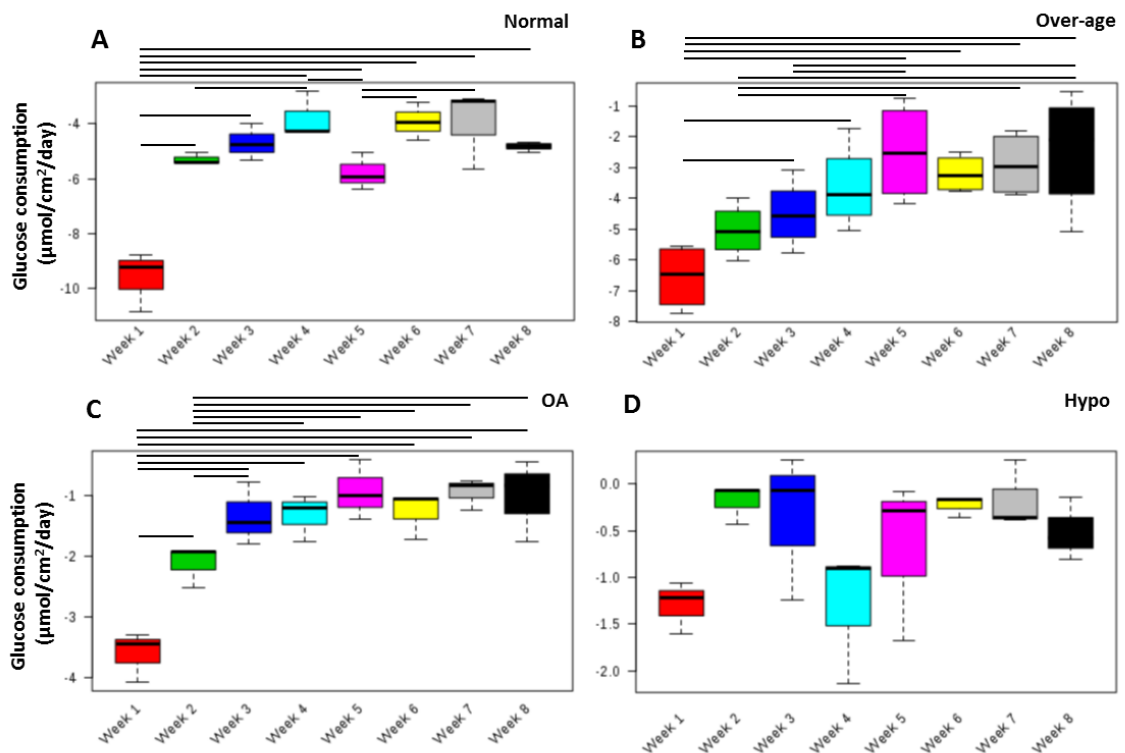 A
Normal
Glucose consumption
(µmol/cm²/day)
-4
-6
-8
-10
Week 1
Week 2
Week 3
Week 4
Week 5
Week 6
Week 7
Week 8
B
Over-age
-1
-2
-3
-4
-5
-6
-7
-8
Week 1
Week 2
Week 3
Week 4
Week 5
Week 6
Week 7
Week 8
C
OA
Glucose consumption
(µmol/cm²/day)
-1
-2
-3
-4
Week 1
Week 2
Week 3
Week 4
Week 5
Week 6
Week 7
Week 8
D
Hypo
0.0
-0.5
-1.0
-1.5
-2.0
Week 1
Week 2
Week 3
Week 4
Week 5
Week 6
Week 7
Week 8